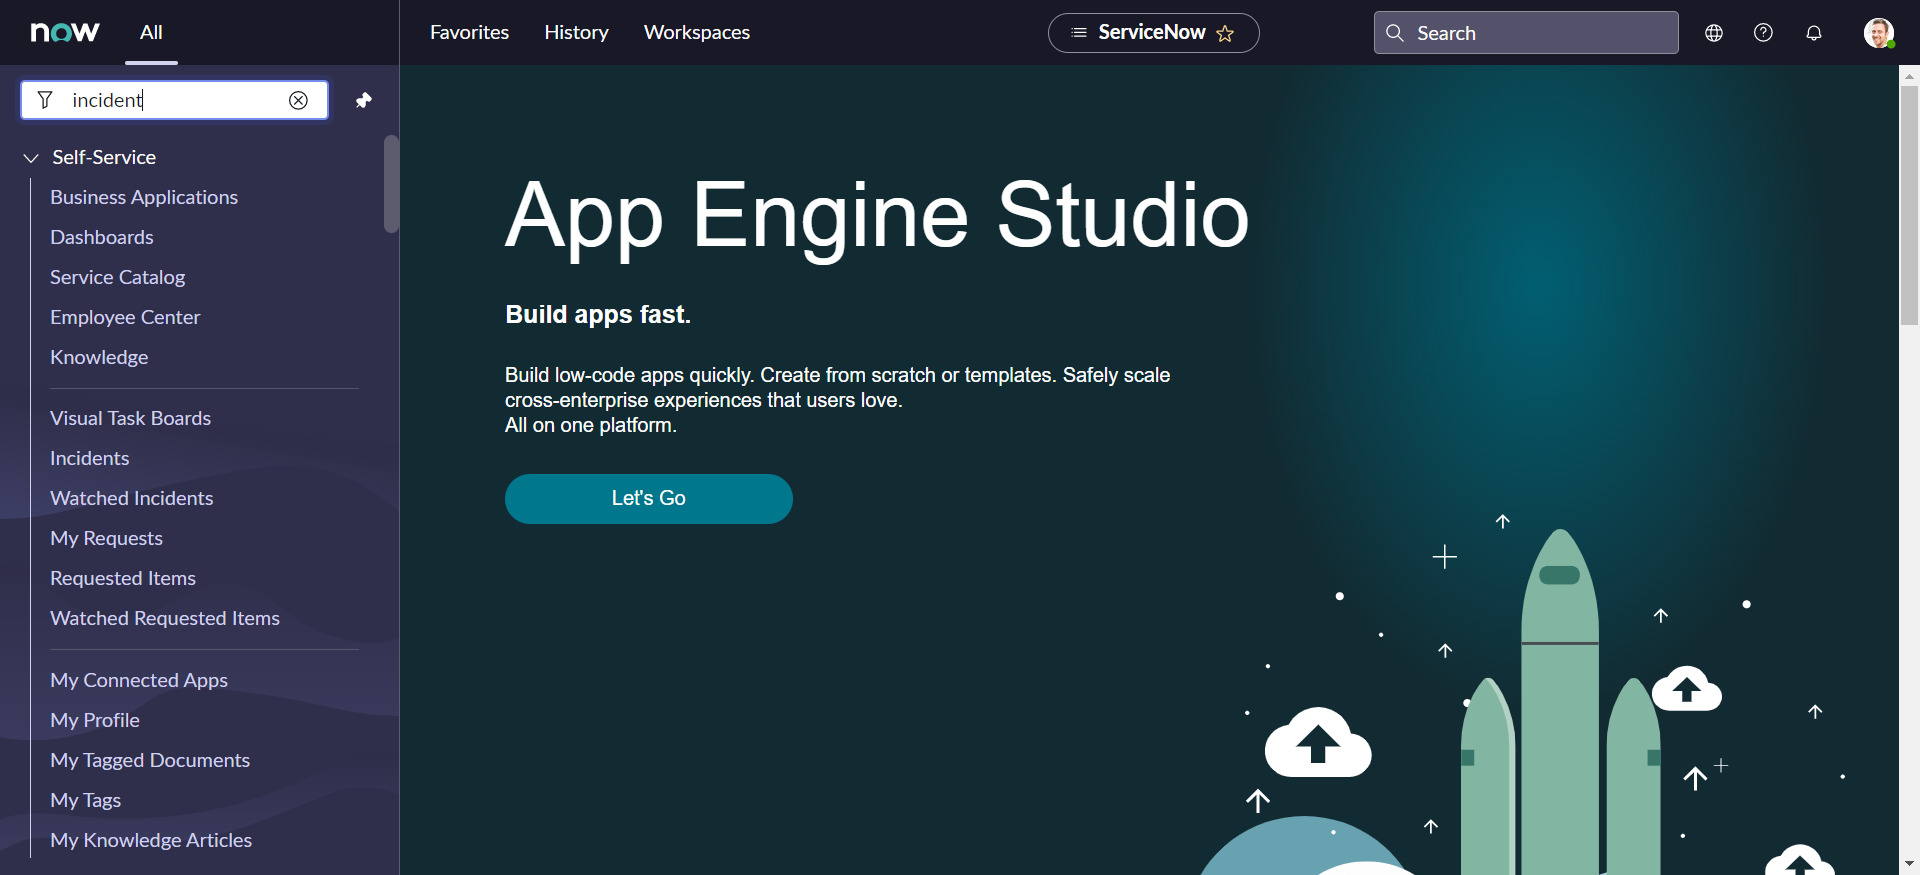 now
All
Favorites
History
Workspaces
ServiceNow
Search
incident
Self-Service
Business Applications
Dashboards
Service Catalog
Employee Center
Knowledge
Visual Task Boards
Incidents
Watched Incidents
My Requests
Requested Items
Watched Requested Items
My Connected Apps
My Profile
My Tagged Documents
My Tags
My Knowledge Articles
App Engine Studio
Build apps fast.
Build low-code apps quickly. Create from scratch or templates. Safely scale
cross-enterprise experiences that users love.
All on one platform.
Let's Go